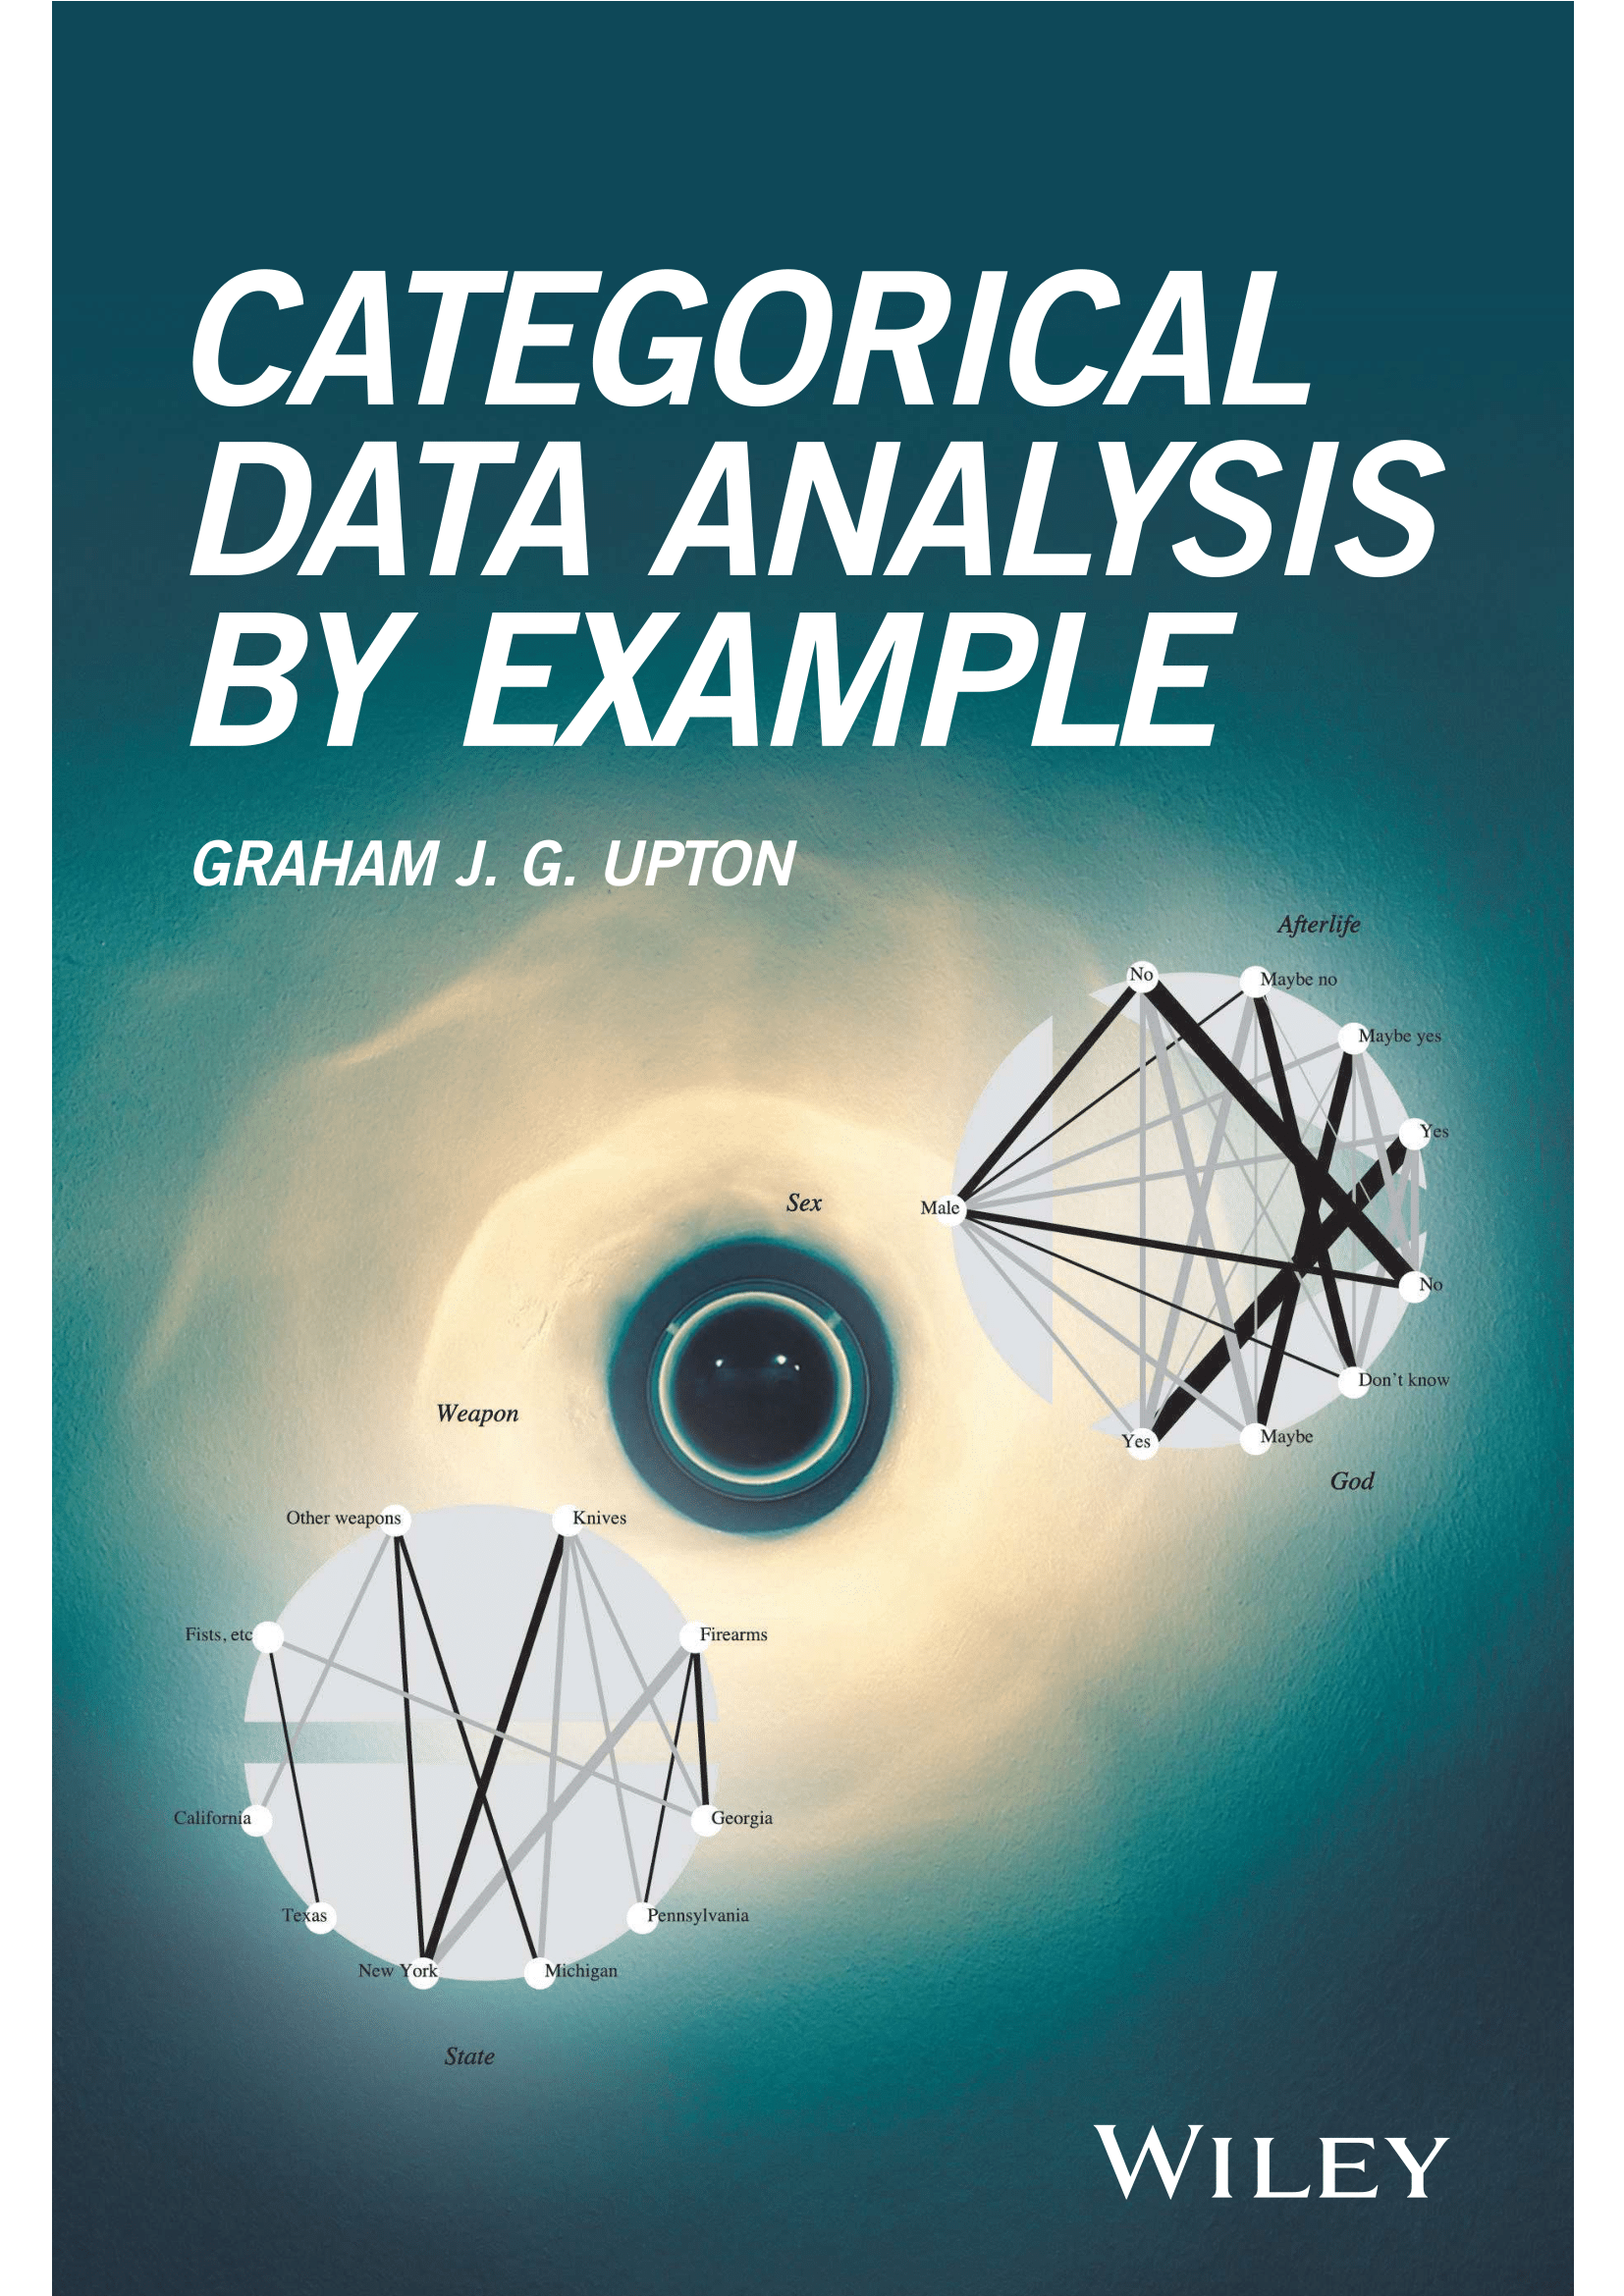 CATEGORICAL
DATA ANALYSIS
BY EXAMPLE
GRAHAM J. G. UPTON
Afterlife
No
Maybe no
Maybe yes
Yes
Sex
Male
No
Don't know
Yes
Maybe
God
Weapon
Other weapons
Knives
Fists, etc
Firearms
California
Georgia
Texas
Pennsylvania
New York
Michigan
State
WILEY